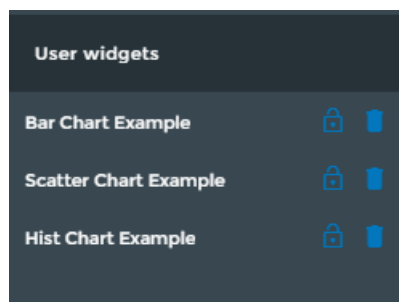 User widgets
Bar Chart Example
Scatter Chart Example
Hist Chart Example